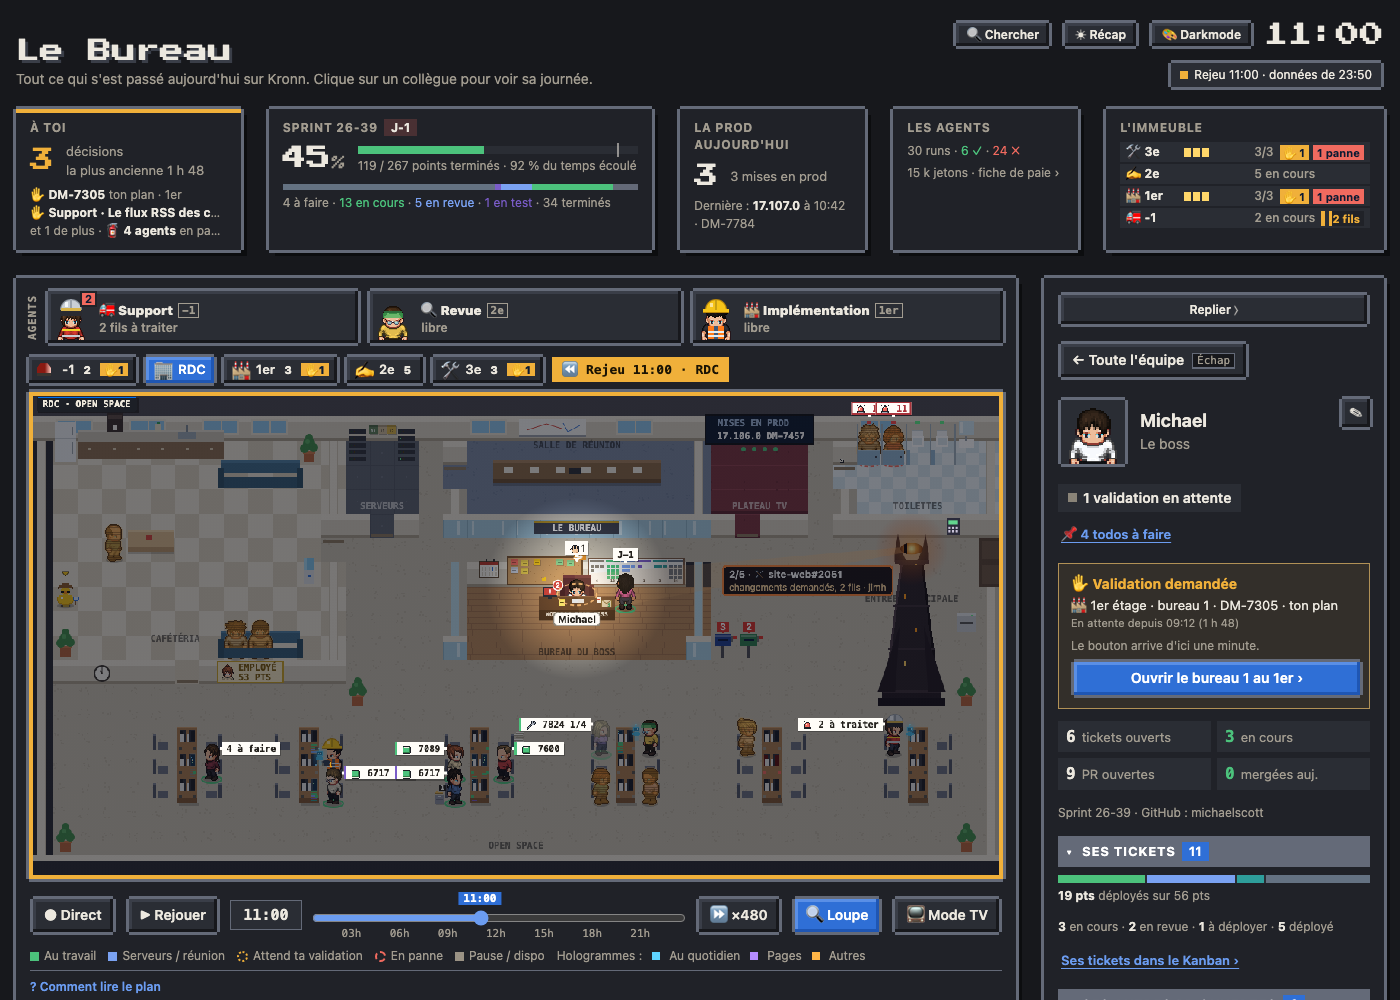 Le Bureau
Tout ce qui s'est passé aujourd'hui sur Kronn. Clique sur un collègue pour voir sa journée.
Chercher
Récap
Darkmode
11:00
Rejeu 11:00 · données de 23:50
À TOI
3 décisions
la plus ancienne 1 h 48
DM-7305 ton plan · 1er
Support · Le flux RSS des c…
et 1 de plus · 4 agents en pa…
SPRINT 26-39 J-1
45%
119 / 267 points terminés · 92 % du temps écoulé
4 à faire · 13 en cours · 5 en revue · 1 en test · 34 terminés
LA PROD AUJOURD'HUI
3 3 mises en prod
Dernière : 17.107.0 à 10:42
· DM-7784
LES AGENTS
30 runs · 6 ✓ · 24 ✕
15 k jetons · fiche de paie ›
L'IMMEUBLE
3e 3/3 1 1 panne
2e 5 en cours
1er 3/3 1 1 panne
-1 2 en cours 2 fils
AGENTS
2
Support -1
2 fils à traiter
Revue 2e
libre
Implémentation 1er
libre
-1 2 1
RDC
1er 3 1
2e 5
3e 3 1
Rejeu 11:00 · RDC
RDC - OPEN SPACE
11
SALLE DE RÉUNION
MISES EN PROD
17.106.0 DM-7457
SERVEURS
PLATEAU TV
TOILETTES
LE BUREAU
1
J-1
2
Michael
BUREAU DU BOSS
2/5 · site-web#2051
changements demandés, 2 fils · jimh
3 2
CAFÉTÉRIA
EMPLOYÉ
53 PTS
4 à faire
7824 1/4
7089
7600
6717
6717
2 à traiter
OPEN SPACE
Direct
Rejouer
11:00
11:00
03h 06h 09h 12h 15h 18h 21h
×480
Loupe
Mode TV
Au travail
Serveurs / réunion
Attend ta validation
En panne
Pause / dispo
Hologrammes :
Au quotidien
Pages
Autres
? Comment lire le plan
Replier ›
← Toute l'équipe Échap
Michael
Le boss
1 validation en attente
4 todos à faire
Validation demandée
1er étage · bureau 1 · DM-7305 · ton plan
En attente depuis 09:12 (1 h 48)
Le bouton arrive d'ici une minute.
Ouvrir le bureau 1 au 1er ›
6 tickets ouverts
3 en cours
9 PR ouvertes
0 mergées auj.
Sprint 26-39 · GitHub : michaelscott
SES TICKETS 11
19 pts déployés sur 56 pts
3 en cours · 2 en revue · 1 à déployer · 5 déployé
Ses tickets dans le Kanban ›